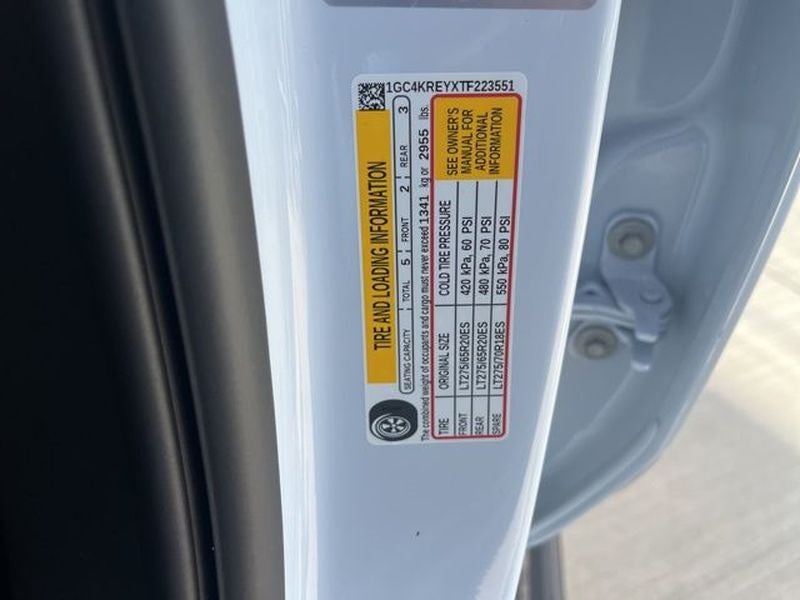 1GC4KREYXTF223551
TIRE AND LOADING INFORMATION
SEATING CAPACITY TOTAL 5 FRONT 2 REAR 3
The combined weight of occupants and cargo must never exceed 1341 kg or 2955 lbs.
TIRE ORIGINAL SIZE COLD TIRE PRESSURE
FRONT LT275/65R20ES 420 kPa, 60 PSI
REAR LT275/65R20ES 480 kPa, 70 PSI
SPARE LT275/70R18ES 550 kPa, 80 PSI
SEE OWNER'S
MANUAL FOR
ADDITIONAL
INFORMATION